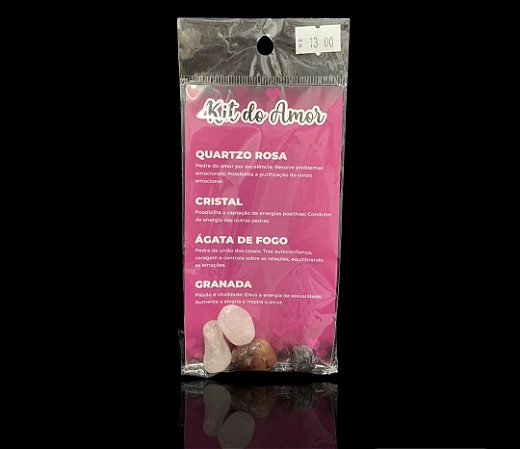 R$ 13.00
Kit do Amor
QUARTZO ROSA
Pedra do amor por excelência; Resolve problemas
emocionais; Possibilita a purificação do corpo
emocional.
CRISTAL
Possibilita a captação de energias positivas; Condutor
de energia das outras pedras.
ÁGATA DE FOGO
Pedra de união dos casais; Traz autoconfiança,
coragem e controle sobre as relações, equilibrando
as emoções.
GRANADA
Paixão e vitalidade; Eleva a energia da sexualidade;
Aumenta a alegria e inspira o amor.